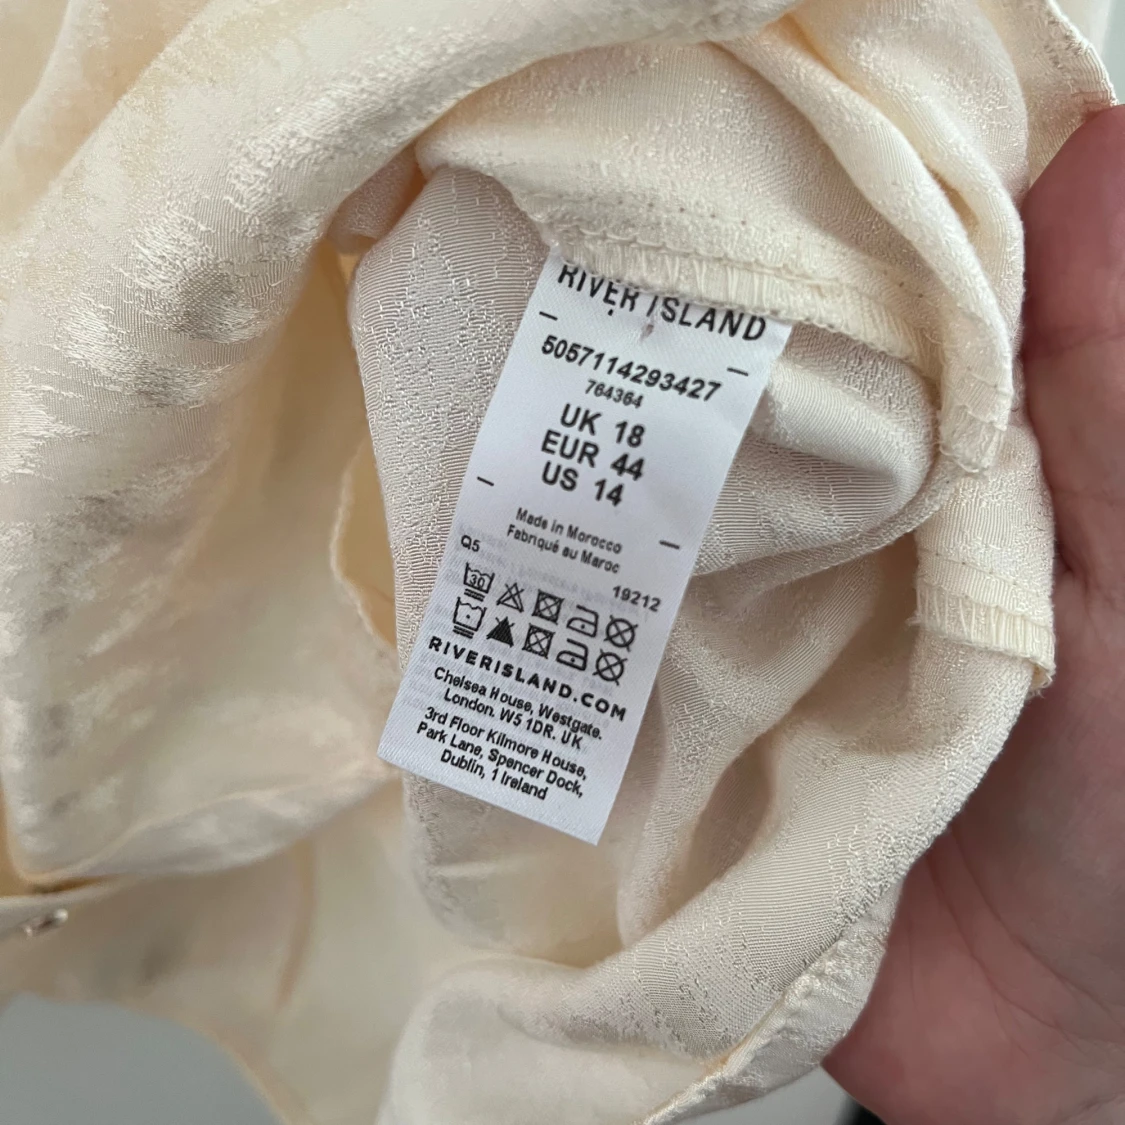 RIVER ISLAND
5057114293427
764364
UK 18
EUR 44
US 14
Made in Morocco
Fabriqué au Maroc
Q5
19212
30
RIVERISLAND.COM
Chelsea House, Westgate.
London. W5 1DR. UK
3rd Floor Kilmore House,
Park Lane, Spencer Dock,
Dublin, 1 Ireland